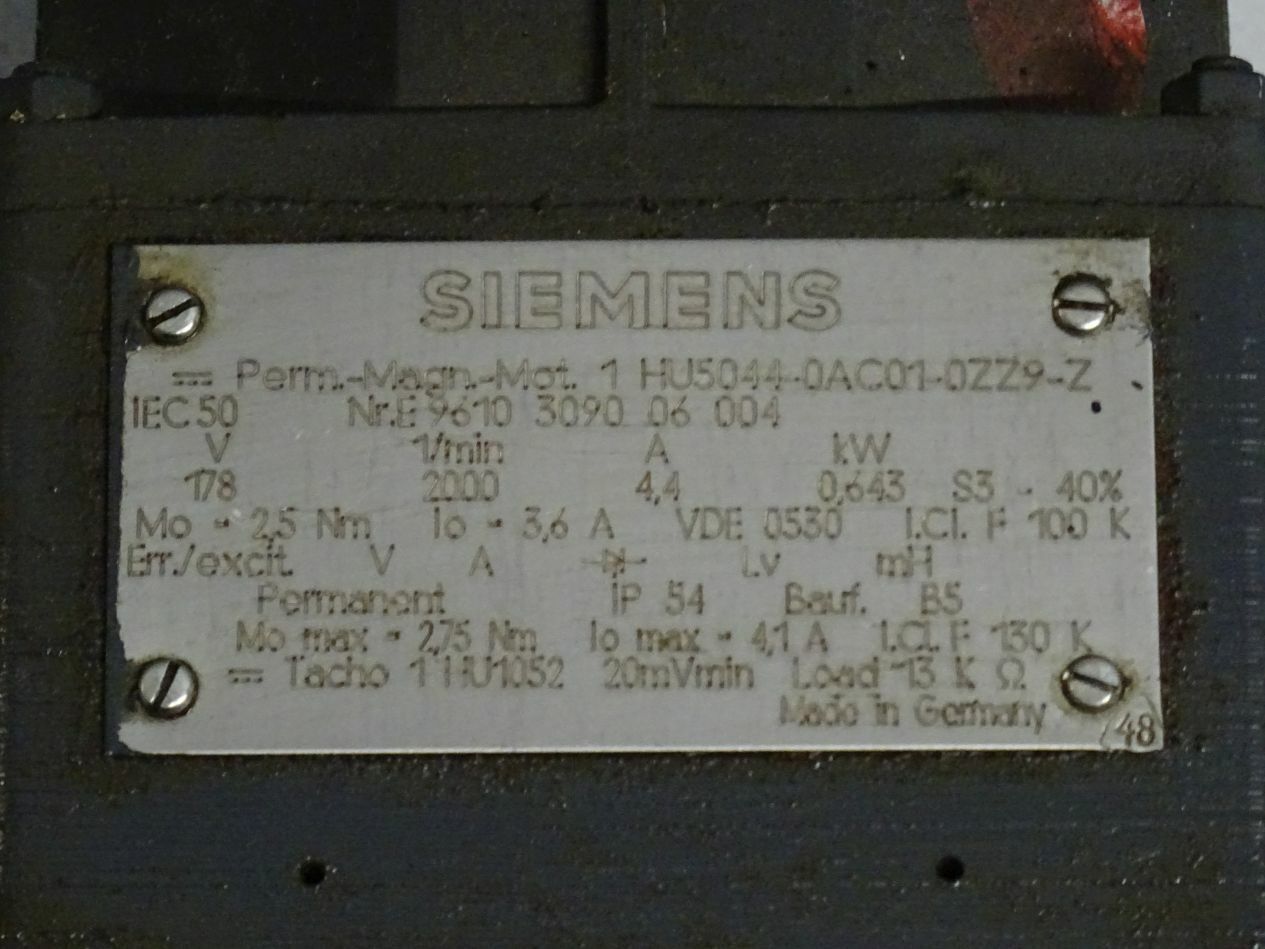 SIEMENS
⎓ Perm.-Magn.-Mot. 1 HU5044-0AC01-0ZZ9-Z
IEC 50 Nr.E 9610 3090 06 004
V 1/min A kW
178 2000 4,4 0,643 S3 - 40%
Mo = 2,5 Nm Io = 3,6 A VDE 0530 I.Cl. F 100 K
Err./excit. V A Lv mH
Permanent IP 54 Bauf. B5
Mo max = 2,75 Nm Io max = 4,1 A I.Cl. F 130 K
⎓ Tacho 1 HU1052 20mVmin Load 13 K Ω
Made in Germany
48